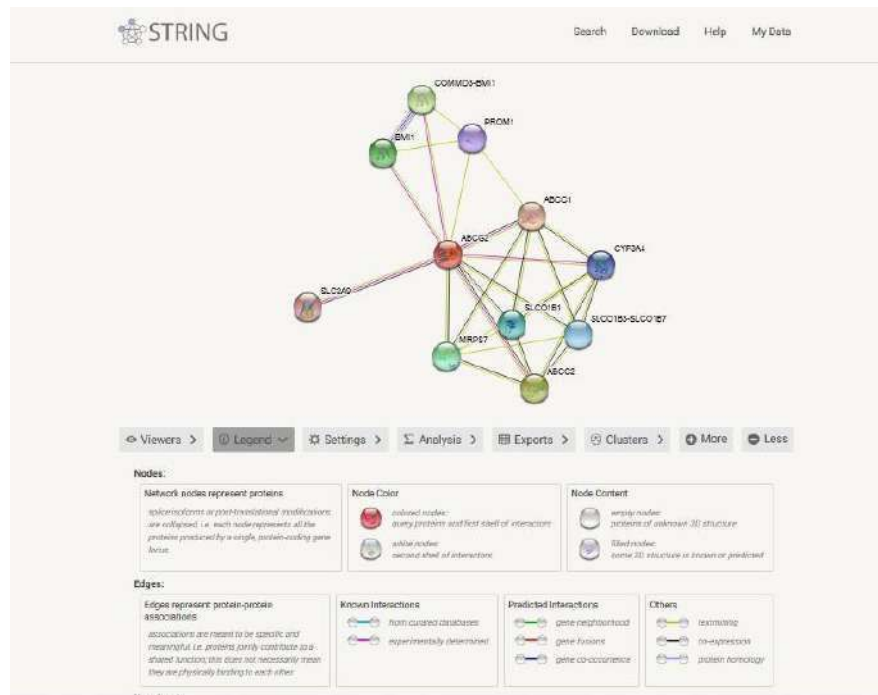 STRING
Search Download Help My Data
COMMD3-BMI1
PROM1
BMI1
ABCC1
ABCG2
CYP3A4
SLC2A9
SLCO1B1
SLCO1B3-SLCO1B7
MRPS7
ABCC2
Viewers > Legend Settings > Analysis > Exports > Clusters > More Less
Nodes:
Network nodes represent proteins
splice isoforms or post-translational modifications
are collapsed, i.e. each node represents all the
proteins produced by a single, protein-coding gene
locus.
Node Color
colored nodes:
query proteins and first shell of interactors
white nodes:
second shell of interactors
Node Content
empty nodes:
proteins of unknown 3D structure
filled nodes:
some 3D structure is known or predicted
Edges:
Edges represent protein-protein
associations
associations are meant to be specific and
meaningful, i.e. proteins jointly contribute to a
shared function; this does not necessarily mean
they are physically binding to each other.
Known Interactions
from curated databases
experimentally determined
Predicted Interactions
gene neighborhood
gene fusions
gene co-occurrence
Others
textmining
co-expression
protein homology